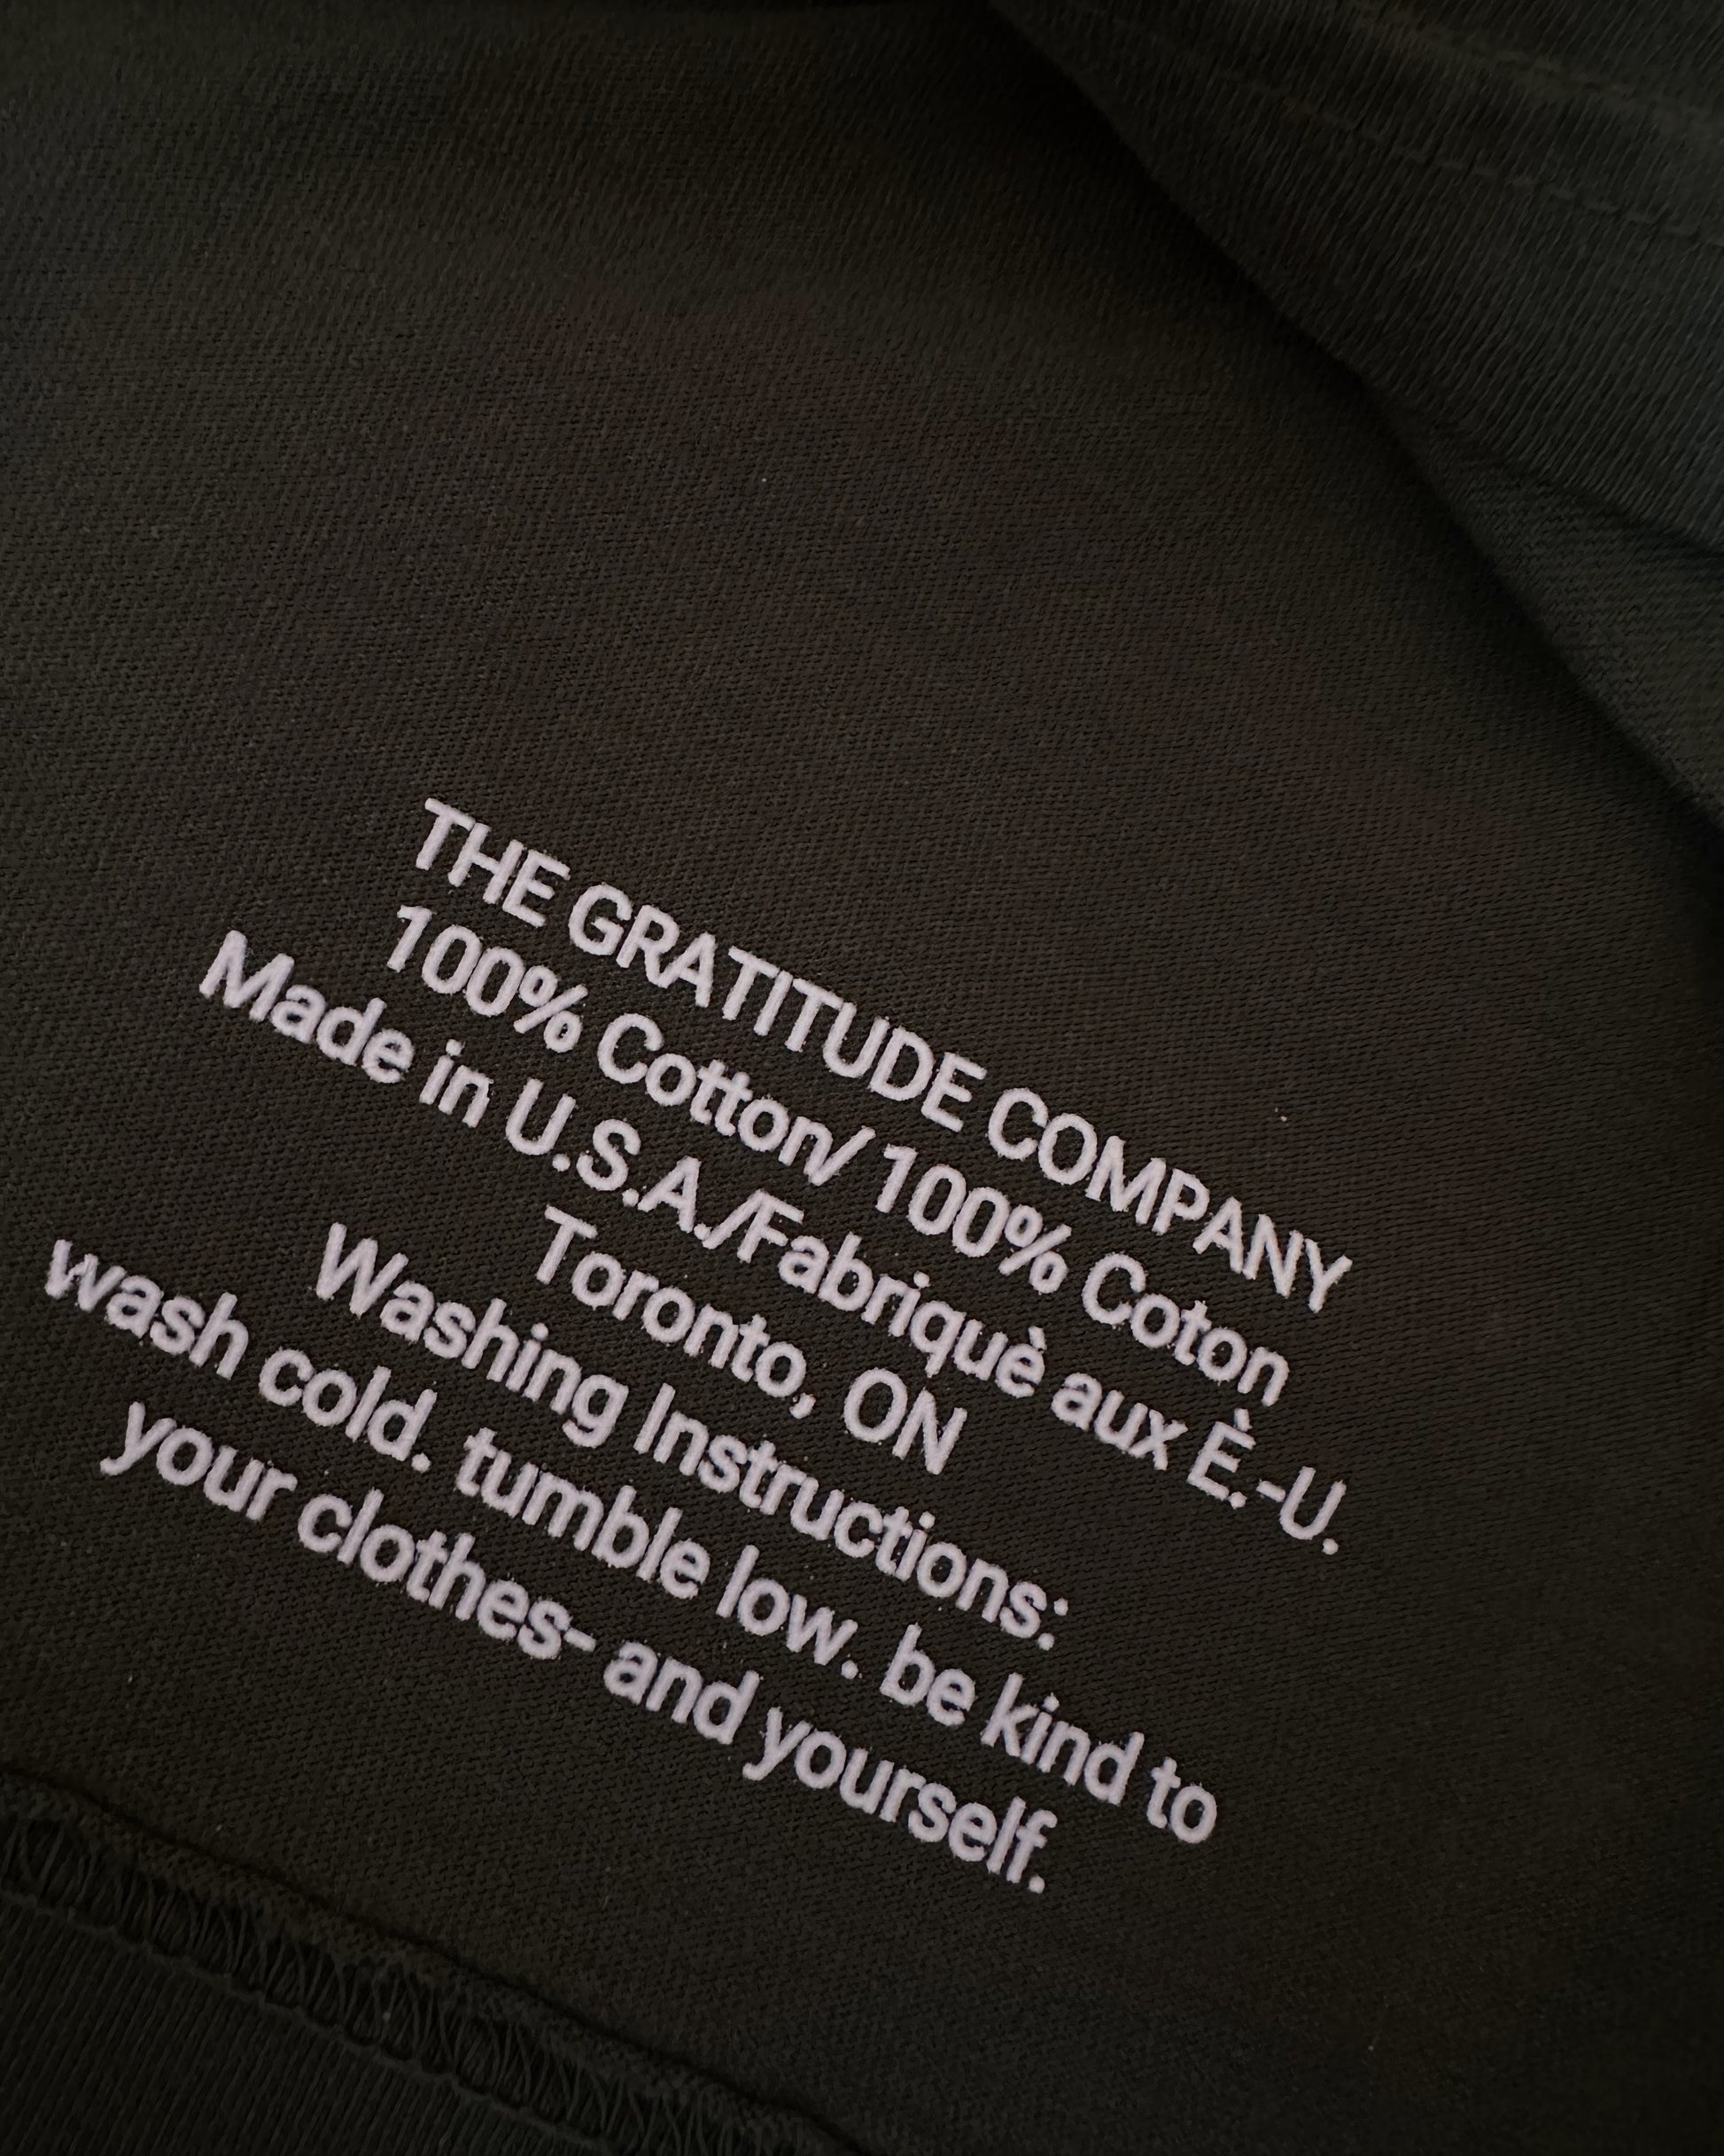 THE GRATITUDE COMPANY
100% Cotton/ 100% Coton
Made in U.S.A./Fabriquè aux È.-U.
Toronto, ON
Washing Instructions:
wash cold. tumble low. be kind to
your clothes- and yourself.